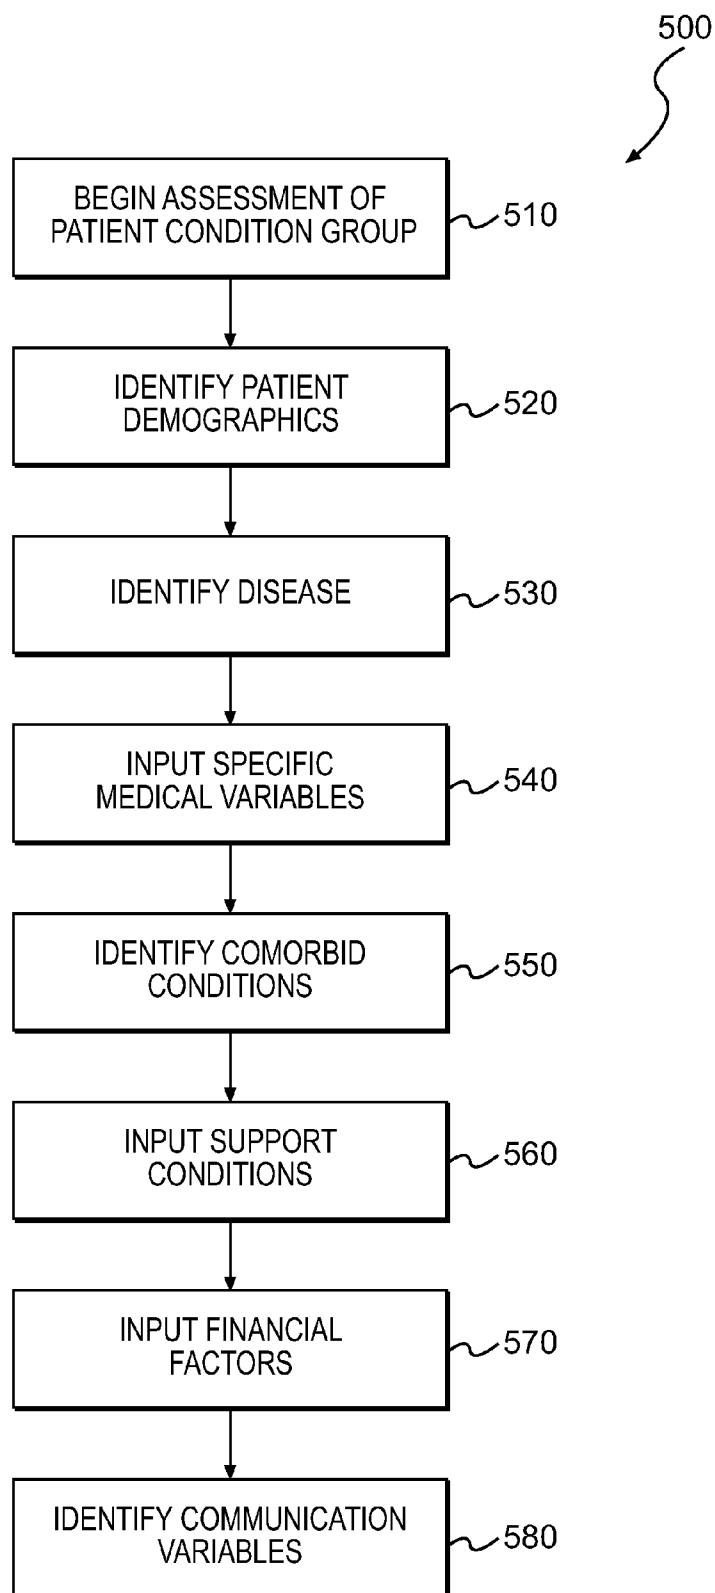 500
BEGIN ASSESSMENT OF
PATIENT CONDITION GROUP
510
IDENTIFY PATIENT
DEMOGRAPHICS
520
IDENTIFY DISEASE
530
INPUT SPECIFIC
MEDICAL VARIABLES
540
IDENTIFY COMORBID
CONDITIONS
550
INPUT SUPPORT
CONDITIONS
560
INPUT FINANCIAL
FACTORS
570
IDENTIFY COMMUNICATION
VARIABLES
580